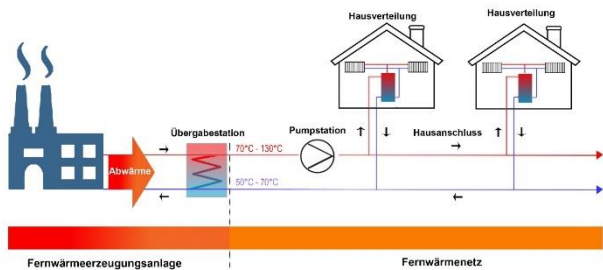 Hausverteilung
Hausverteilung
Übergabestation
Pumpstation
Hausanschluss
70°C - 130°C
Abwärme
50°C - 70°C
Fernwärmeerzeugungsanlage
Fernwärmenetz